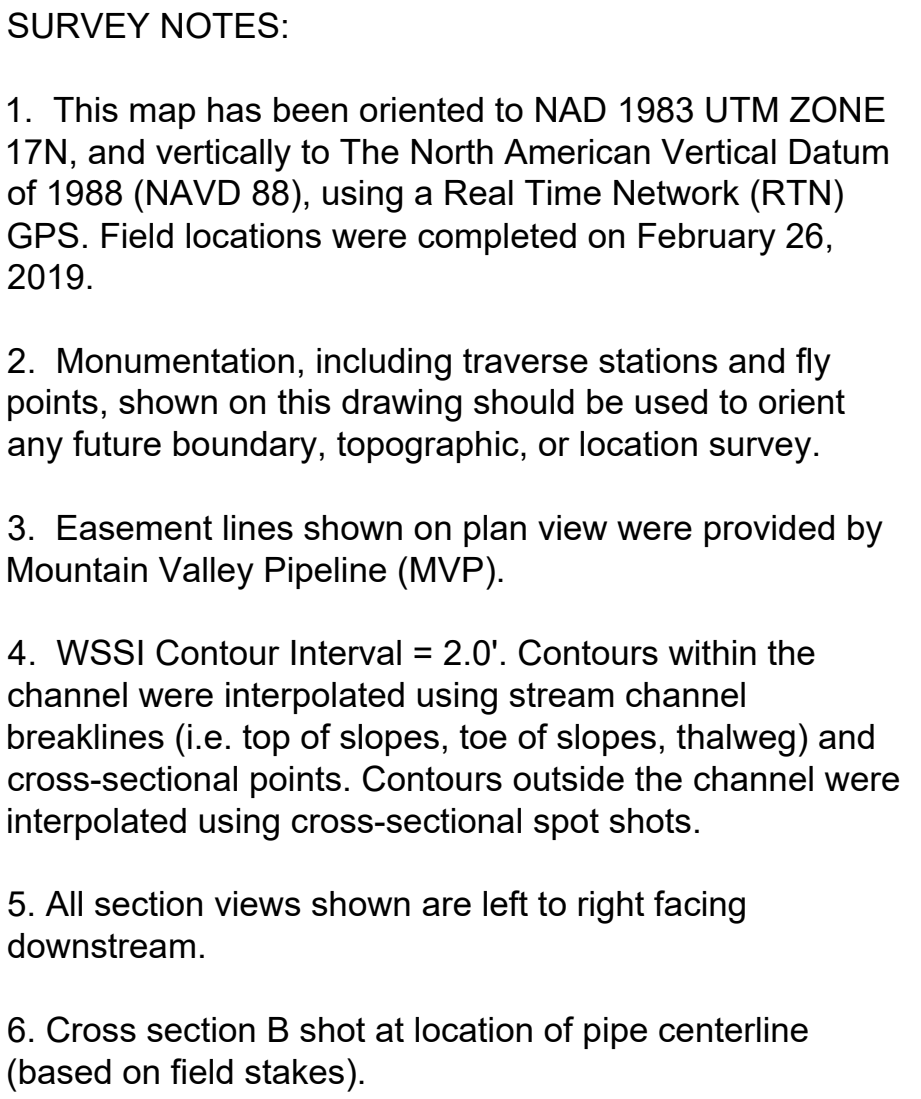 SURVEY NOTES:
1.  This map has been oriented to NAD 1983 UTM ZONE
17N, and vertically to The North American Vertical Datum
of 1988 (NAVD 88), using a Real Time Network (RTN)
GPS. Field locations were completed on February 26,
2019.
2.  Monumentation, including traverse stations and fly
points, shown on this drawing should be used to orient
any future boundary, topographic, or location survey.
3.  Easement lines shown on plan view were provided by
Mountain Valley Pipeline (MVP).
4.  WSSI Contour Interval = 2.0'. Contours within the
channel were interpolated using stream channel
breaklines (i.e. top of slopes, toe of slopes, thalweg) and
cross-sectional points. Contours outside the channel were
interpolated using cross-sectional spot shots.
5. All section views shown are left to right facing
downstream.
6. Cross section B shot at location of pipe centerline
(based on field stakes).